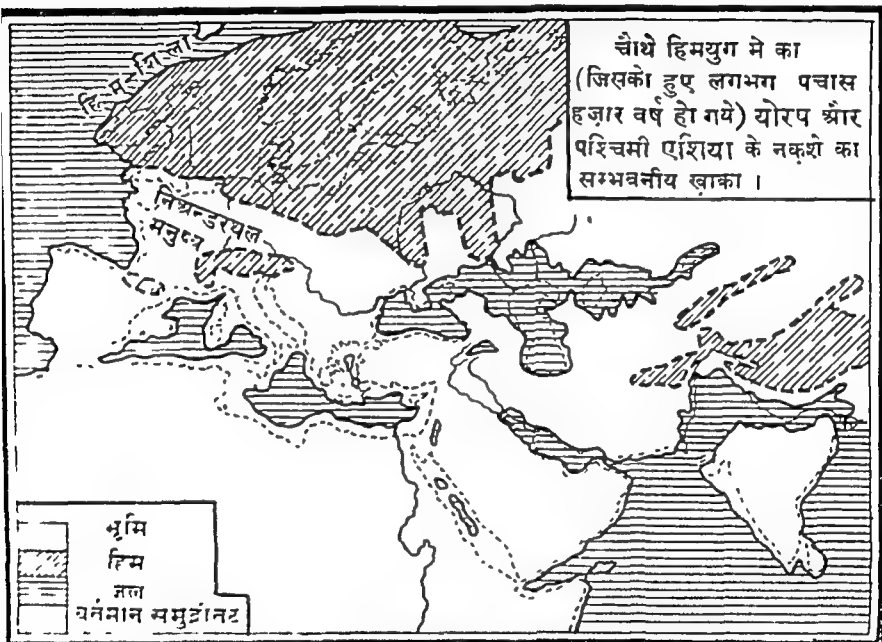 चौथे हिमयुग मे का
(जिसको हुए लगभग पचास
हज़ार वर्ष हो गये) योरप और
पश्चिमी एशिया के नक़शे का
सम्भवनीय ख़ाका ।
निअन्डरथल
मनुष्य
भूमि
हिम
जल
वर्तमान समुद्रतट